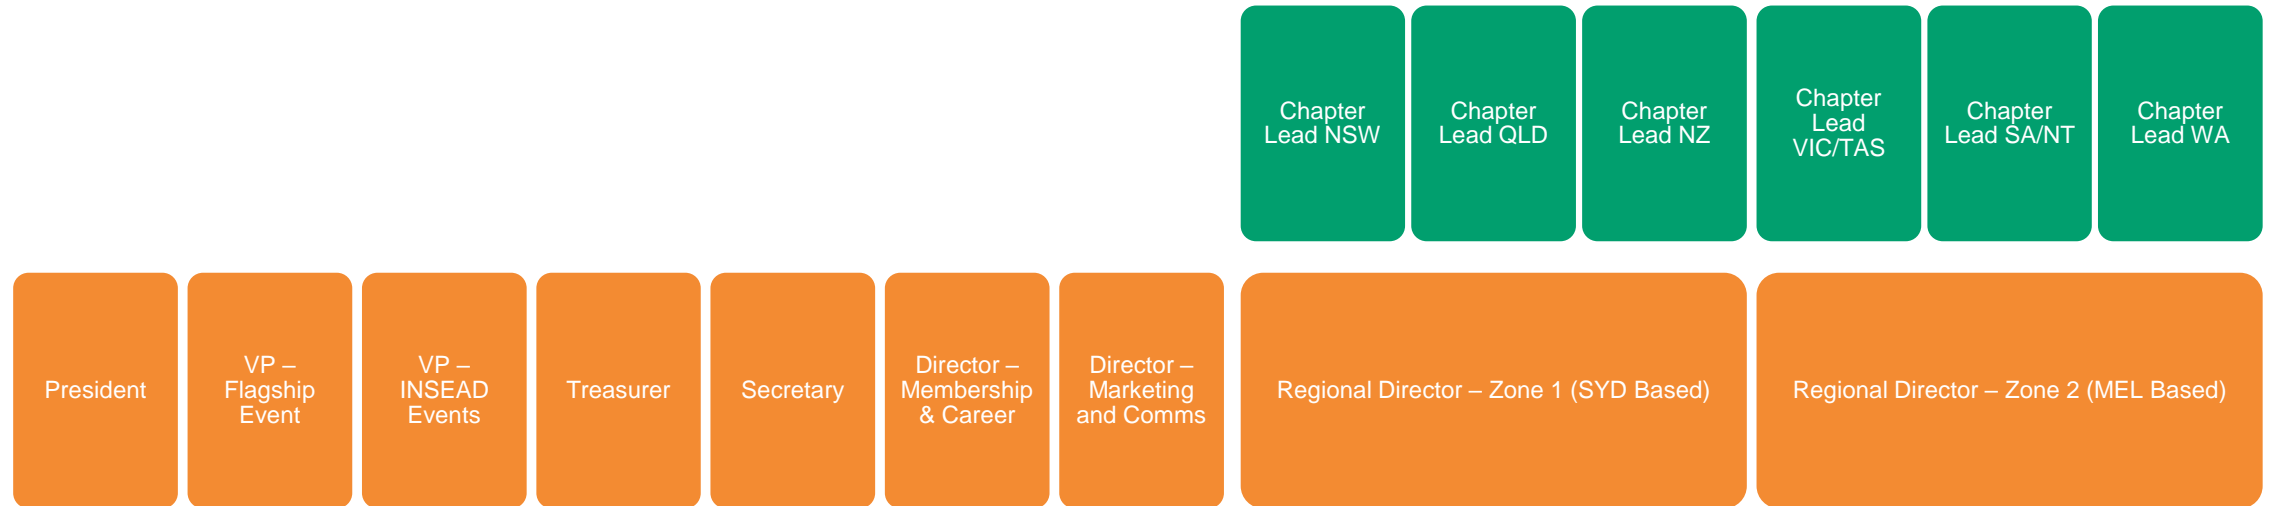 Chapter
Lead NSW
Chapter
Lead QLD
Chapter
Lead NZ
Chapter
Lead
VIC/TAS
Chapter
Lead SA/NT
Chapter
Lead WA
President
VP –
Flagship
Event
VP –
INSEAD
Events
Treasurer
Secretary
Director –
Membership
& Career
Director –
Marketing
and Comms
Regional Director – Zone 1 (SYD Based)
Regional Director – Zone 2 (MEL Based)